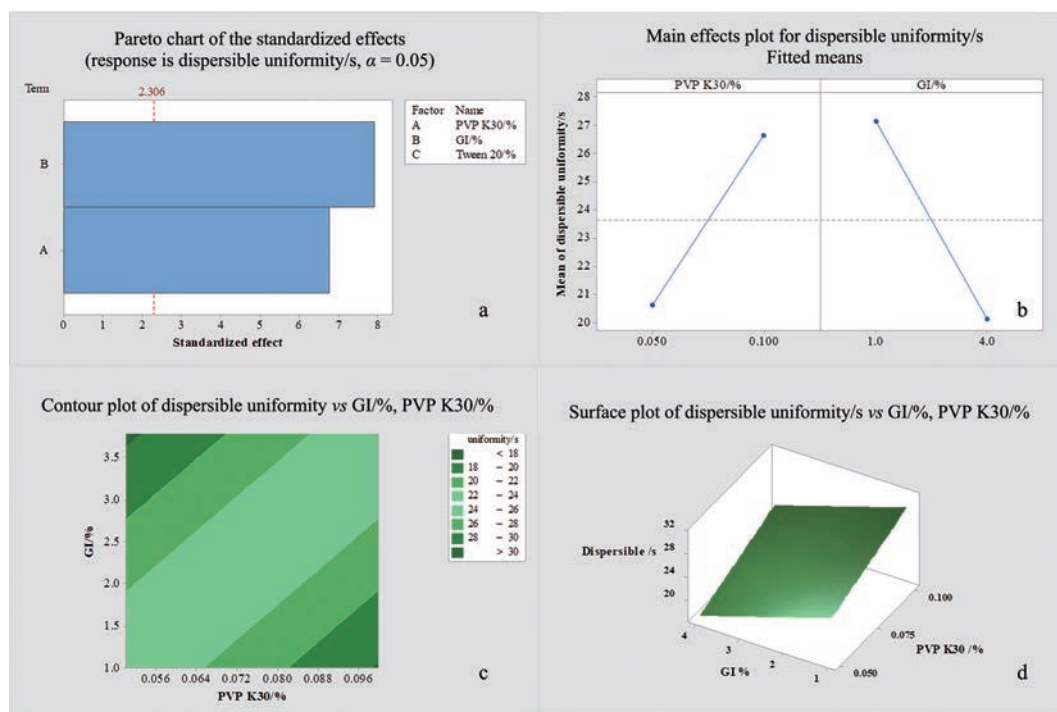 Pareto chart of the standardized effects
(response is dispersible uniformity/s, α = 0.05)
Term
2.306
Factor Name
A PVP K30/%
B GI/%
C Tween 20/%
B
A
0 1 2 3 4 5 6 7 8
Standardized effect
a
Main effects plot for dispersible uniformity/s
Fitted means
PVP K30/% GI/%
Mean of dispersible uniformity/s
28
27
26
25
24
23
22
21
20
0.050 0.100 1.0 4.0
b
Contour plot of dispersible uniformity vs GI/%, PVP K30/%
GI/%
3.5
3.0
2.5
2.0
1.5
1.0
0.056 0.064 0.072 0.080 0.088 0.096
PVP K30/%
uniformity/s
< 18
18 – 20
20 – 22
22 – 24
24 – 26
26 – 28
28 – 30
> 30
c
Surface plot of dispersible uniformity/s vs GI/%, PVP K30/%
Dispersible /s
32
28
24
20
4
3
2
1
GI %
0.100
0.075
0.050
PVP K30 /%
d